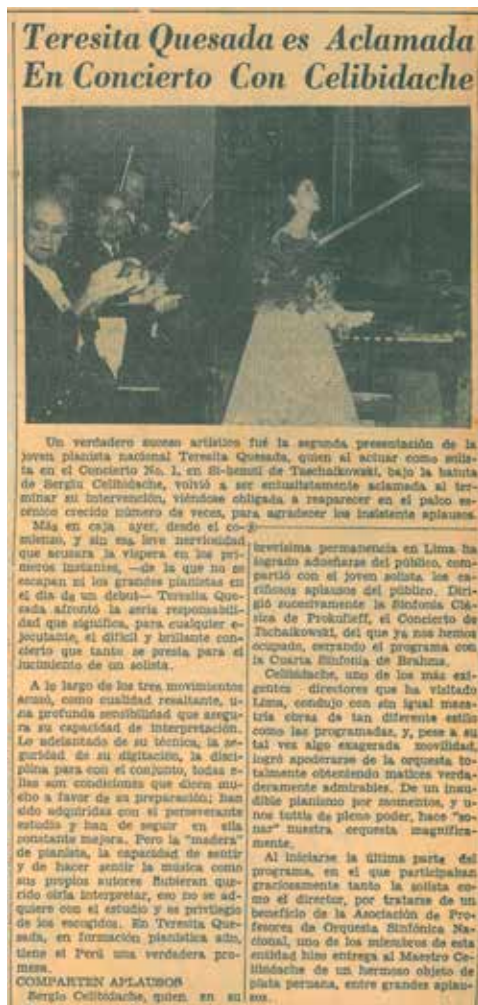 Teresita Quesada es Aclamada
En Concierto Con Celibidache
Un verdadero suceso artístico fué la segunda presentación de la
joven pianista nacional Teresita Quesada, quien al actuar como solis-
ta en el Concierto No. 1, en Si-bemol de Tschaikowski, bajo la batuta
de Sergiu Celibidache, volvió a ser entusiastamente aclamada al ter-
minar su intervención, viéndose obligada a reaparecer en el palco es-
cénico crecido número de veces, para agradecer los insistente aplausos.
Más en caja ayer, desde el co-
mienzo, y sin esa leve nerviosidad
que acusara la víspera en los pri-
meros instantes, —de la que no se
escapan ni los grandes pianistas en
el día de un debut— Teresita Que-
sada afrontó la seria responsabili-
dad que significa, para cualquier e-
jecutante, el difícil y brillante con-
cierto que tanto se presta para el
lucimiento de un solista.
A lo largo de los tres movimientos
acusó, como cualidad resaltante, u-
na profunda sensibilidad que asegu-
ra su capacidad de interpretación.
Lo adelantado de su técnica, la se-
guridad de su digitación, la disci-
plina para con el conjunto, todas e-
llas son condiciones que dicen mu-
cho a favor de su preparación; han
sido adquiridas con el perseverante
estudio y han de seguir en ella
constante mejora. Pero la "madera"
de pianista, la capacidad de sentir
y de hacer sentir la música como
sus propios autores hubieran que-
rido oírla interpretar, eso no se ad-
quiere con el estudio y es privilegio
de los escogidos. En Teresita Que-
sada, en formación pianística aún,
tiene el Perú una verdadera pro-
mesa.
COMPARTEN APLAUSOS
Sergio Celibidache, quien en su
brevísima permanencia en Lima ha
logrado adueñarse del público, com-
partió con el joven solista los ca-
riñosos aplausos del público. Diri-
gió sucesivamente la Sinfonía Clá-
sica de Prokofieff, el Concierto de
Tschaikowski, del que ya nos hemos
ocupado, cerrando el programa con
la Cuarta Sinfonía de Brahms.
Celibidache, uno de los más exi-
gentes directores que ha visitado
Lima, condujo con sin igual maes-
tría obras de tan diferente estilo
como las programadas, y, pese a su
tal vez algo exagerada movilidad,
logró apoderarse de la orquesta to-
talmente obteniendo matices verda-
deramente admirables. De un inau-
dible pianismo por momentos, y u-
nos tuttis de pleno poder, hace "so-
nar" nuestra orquesta magnífica-
mente.
Al iniciarse la última parte del
programa, en el que participaban
graciosamente tanto la solista co-
mo el director, por tratarse de un
beneficio de la Asociación de Pro-
fesores de Orquesta Sinfónica Na-
cional, uno de los miembros de esta
entidad hizo entrega al Maestro Ce-
libidache de un hermoso objeto de
plata peruana, entre grandes aplau-
sos.